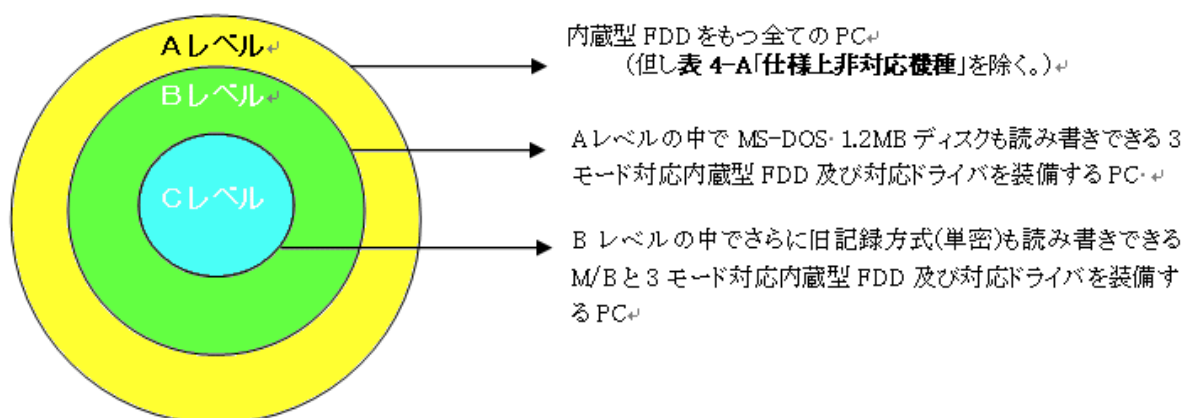 Aレベル↵
Bレベル↵
Cレベル
内蔵型 FDD をもつ全ての PC↵
(但し表 4-A「仕様上非対応機種」を除く。)↵
Aレベルの中で MS-DOS・1.2MB ディスクも読み書きできる 3
モード対応内蔵型 FDD 及び対応ドライバを装備する PC・↵
B レベルの中でさらに旧記録方式(単密)も読み書きできる
M/Bと3 モード対応内蔵型 FDD 及び対応ドライバを装備す
る PC↵